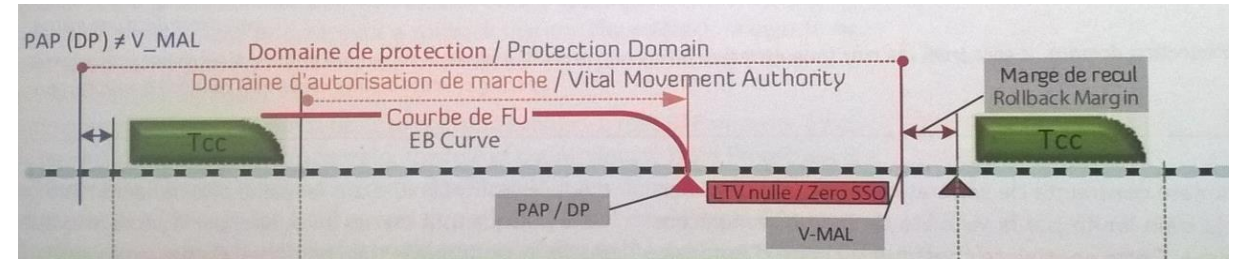 PAP (DP) ≠ V_MAL
Domaine de protection / Protection Domain
Domaine d'autorisation de marche / Vital Movement Authority
Marge de recul
Rollback Margin
Courbe de FU
EB Curve
Tcc
Tcc
LTV nulle / Zero SSO
PAP / DP
V-MAL